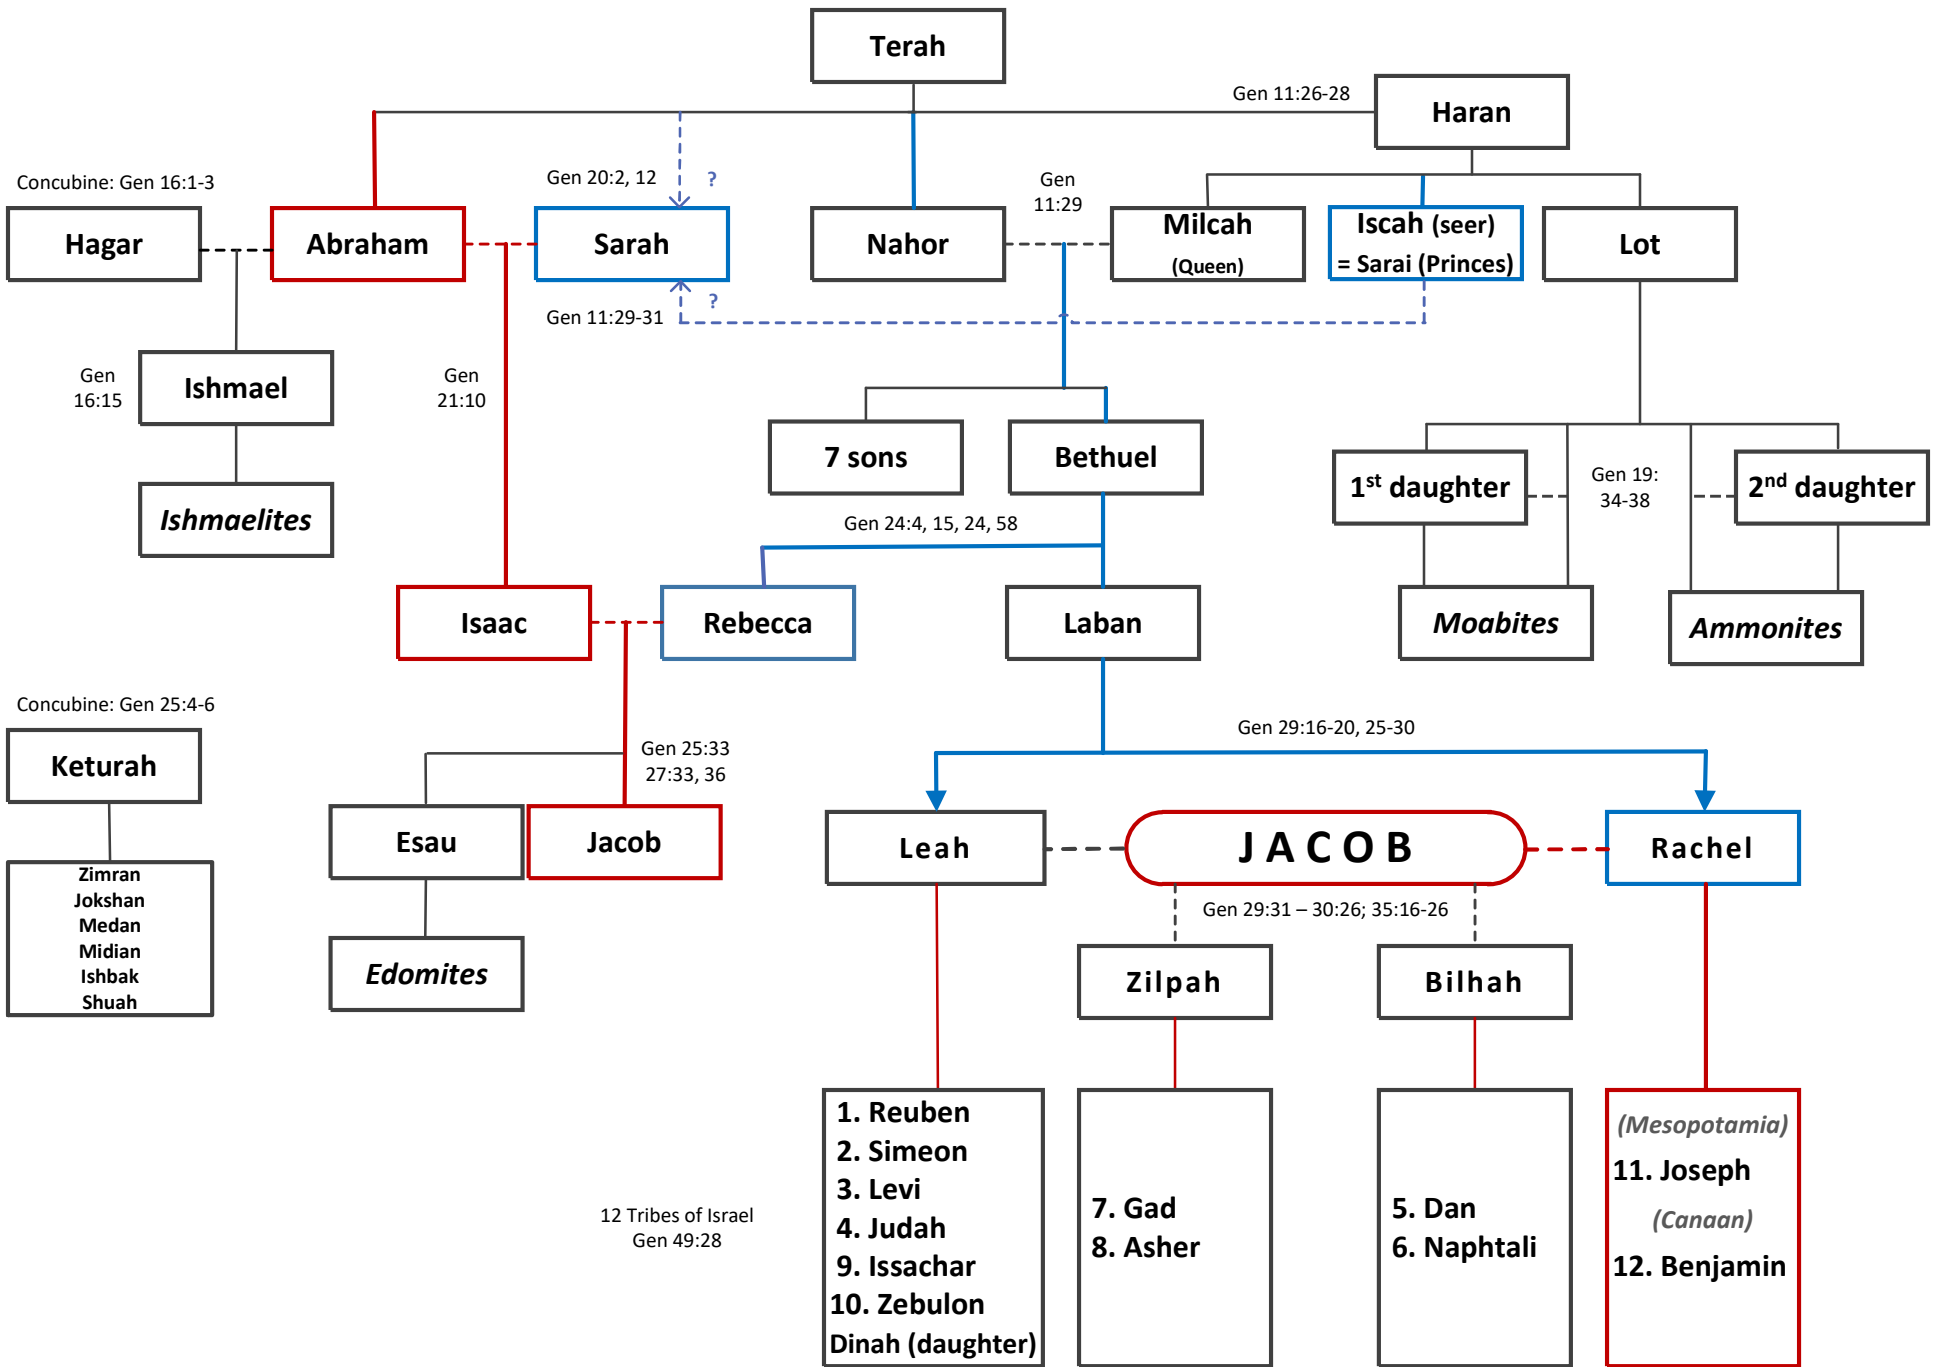 Terah
Gen 11:26-28
Haran
Concubine: Gen 16:1-3
Gen 20:2, 12
?
Gen
11:29
Hagar
Abraham
Sarah
Nahor
Milcah
(Queen)
Iscah (seer)
= Sarai (Princes)
Lot
Gen 11:29-31
?
Gen
16:15
Ishmael
Gen
21:10
7 sons
Bethuel
1st daughter
Gen 19:
34-38
2nd daughter
Ishmaelites
Gen 24:4, 15, 24, 58
Isaac
Rebecca
Laban
Moabites
Ammonites
Concubine: Gen 25:4-6
Keturah
Gen 25:33
27:33, 36
Gen 29:16-20, 25-30
Esau
Jacob
Leah
JACOB
Rachel
Zimran
Jokshan
Medan
Midian
Ishbak
Shuah
Gen 29:31 – 30:26; 35:16-26
Edomites
Zilpah
Bilhah
12 Tribes of Israel
Gen 49:28
1. Reuben
2. Simeon
3. Levi
4. Judah
9. Issachar
10. Zebulon
Dinah (daughter)
7. Gad
8. Asher
5. Dan
6. Naphtali
(Mesopotamia)
11. Joseph
(Canaan)
12. Benjamin